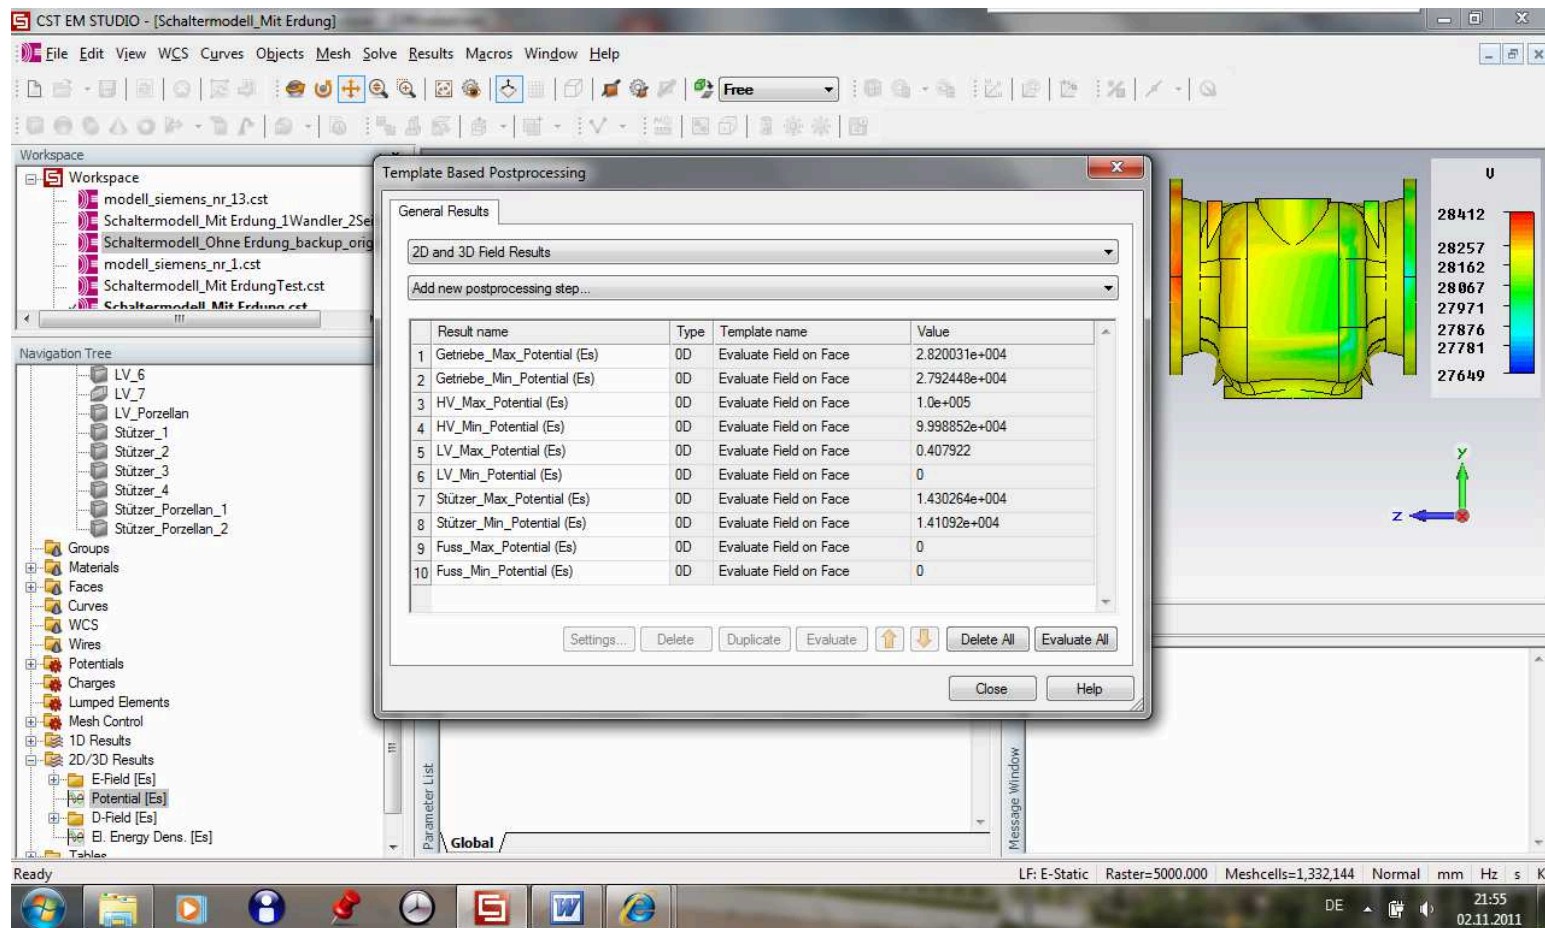 CST EM STUDIO - [Schaltermodell_Mit Erdung]
File Edit View WCS Curves Objects Mesh Solve Results Macros Window Help
Free
Workspace
Workspace
modell_siemens_nr_13.cst
Schaltermodell_Mit Erdung_1Wandler_2Sei
Schaltermodell_Ohne Erdung_backup_orig
modell_siemens_nr_1.cst
Schaltermodell_Mit ErdungTest.cst
Schaltermodell_Mit Erdung.cst
Navigation Tree
LV_6
LV_7
LV_Porzellan
Stützer_1
Stützer_2
Stützer_3
Stützer_4
Stützer_Porzellan_1
Stützer_Porzellan_2
Groups
Materials
Faces
Curves
WCS
Wires
Potentials
Charges
Lumped Elements
Mesh Control
1D Results
2D/3D Results
E-Field [Es]
Potential [Es]
D-Field [Es]
El. Energy Dens. [Es]
Tables
Template Based Postprocessing
General Results
2D and 3D Field Results
Add new postprocessing step...
Result name Type Template name Value
1 Getriebe_Max_Potential (Es) 0D Evaluate Field on Face 2.820031e+004
2 Getriebe_Min_Potential (Es) 0D Evaluate Field on Face 2.792448e+004
3 HV_Max_Potential (Es) 0D Evaluate Field on Face 1.0e+005
4 HV_Min_Potential (Es) 0D Evaluate Field on Face 9.998852e+004
5 LV_Max_Potential (Es) 0D Evaluate Field on Face 0.407922
6 LV_Min_Potential (Es) 0D Evaluate Field on Face 0
7 Stützer_Max_Potential (Es) 0D Evaluate Field on Face 1.430264e+004
8 Stützer_Min_Potential (Es) 0D Evaluate Field on Face 1.41092e+004
9 Fuss_Max_Potential (Es) 0D Evaluate Field on Face 0
10 Fuss_Min_Potential (Es) 0D Evaluate Field on Face 0
Settings... Delete Duplicate Evaluate Delete All Evaluate All
Close Help
V
28412
28257
28162
28067
27971
27876
27781
27649
y
z
Parameter List
Global
Message Window
Ready LF: E-Static Raster=5000.000 Meshcells=1,332,144 Normal mm Hz s K
DE
21:55
02.11.2011